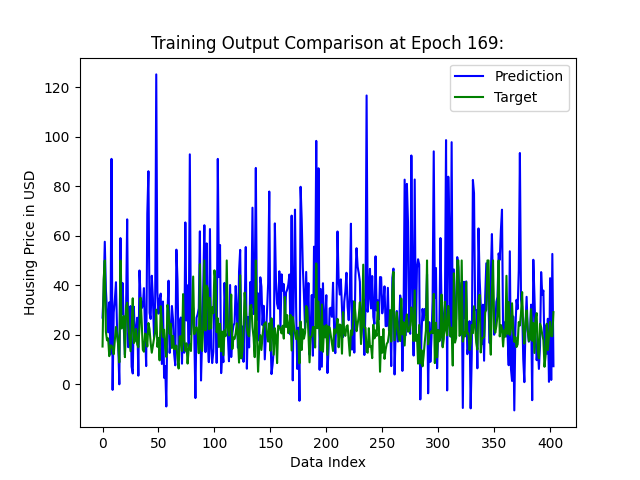 Training Output Comparison at Epoch 169:
Prediction
Target
Housing Price in USD
120
100
80
60
40
20
0
0 50 100 150 200 250 300 350 400
Data Index